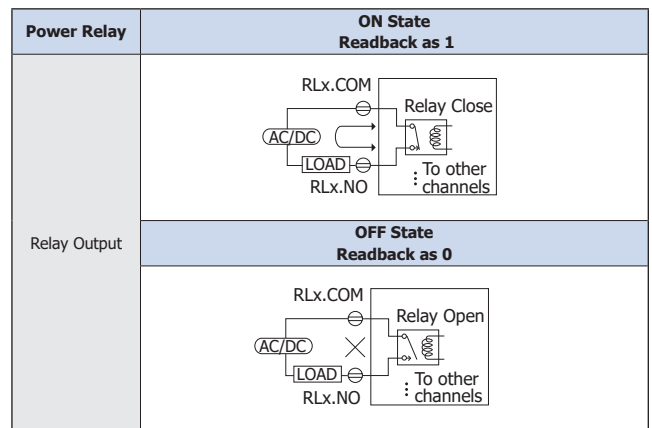 Power Relay
ON State
Readback as 1
Relay Output
RLx.COM
Relay Close
AC/DC
LOAD
RLx.NO
To other
channels
OFF State
Readback as 0
RLx.COM
Relay Open
AC/DC
LOAD
RLx.NO
To other
channels